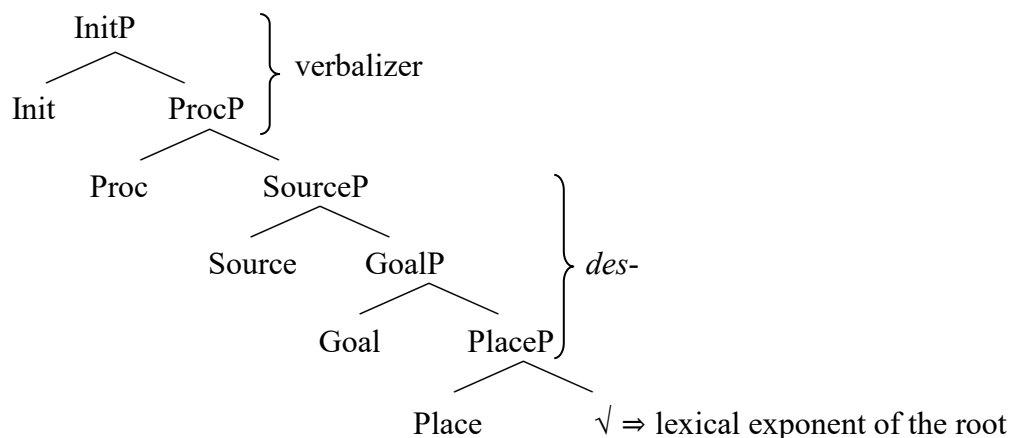 InitP
verbalizer
Init ProcP
Proc SourceP
Source GoalP des-
Goal PlaceP
Place √ ⇒ lexical exponent of the root